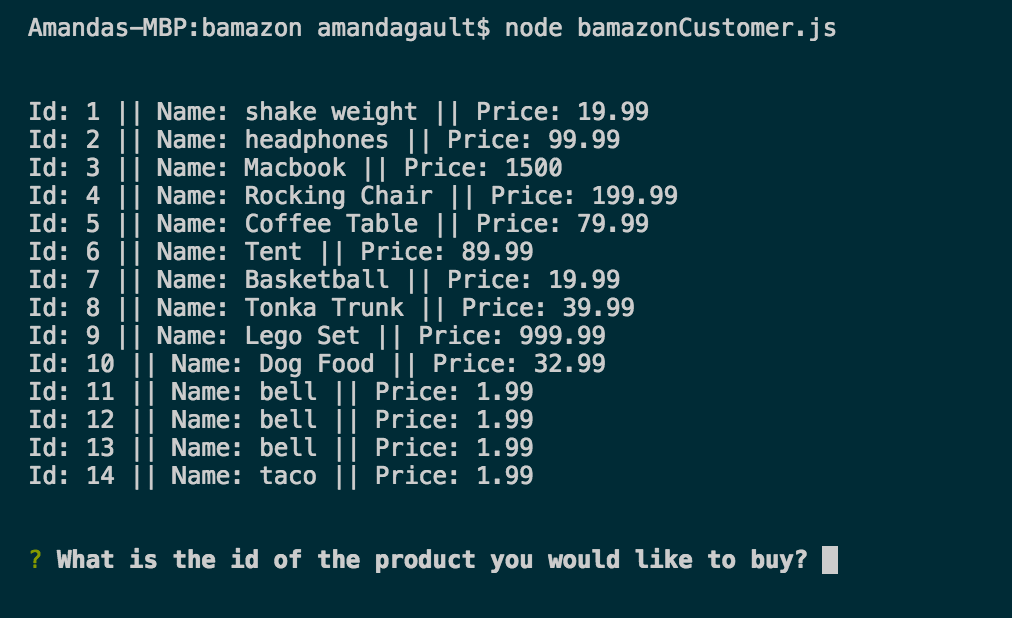 Amandas-MBP:bamazon amandagault$ node bamazonCustomer.js
Id: 1 || Name: shake weight || Price: 19.99
Id: 2 || Name: headphones || Price: 99.99
Id: 3 || Name: Macbook || Price: 1500
Id: 4 || Name: Rocking Chair || Price: 199.99
Id: 5 || Name: Coffee Table || Price: 79.99
Id: 6 || Name: Tent || Price: 89.99
Id: 7 || Name: Basketball || Price: 19.99
Id: 8 || Name: Tonka Trunk || Price: 39.99
Id: 9 || Name: Lego Set || Price: 999.99
Id: 10 || Name: Dog Food || Price: 32.99
Id: 11 || Name: bell || Price: 1.99
Id: 12 || Name: bell || Price: 1.99
Id: 13 || Name: bell || Price: 1.99
Id: 14 || Name: taco || Price: 1.99
? What is the id of the product you would like to buy?